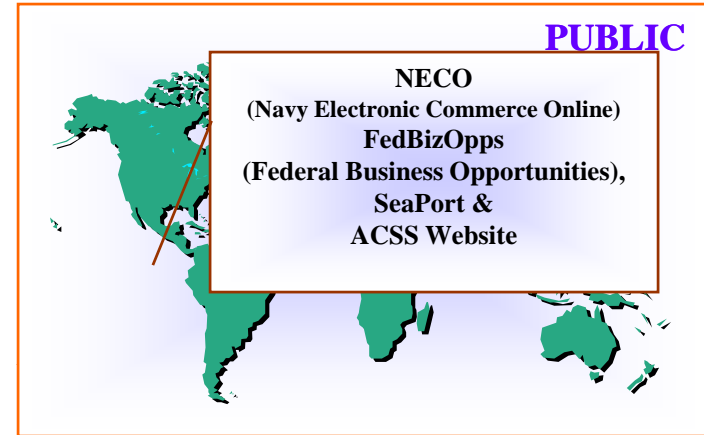 PUBLIC
NECO
(Navy Electronic Commerce Online)
FedBizOpps
(Federal Business Opportunities),
SeaPort &
ACSS Website